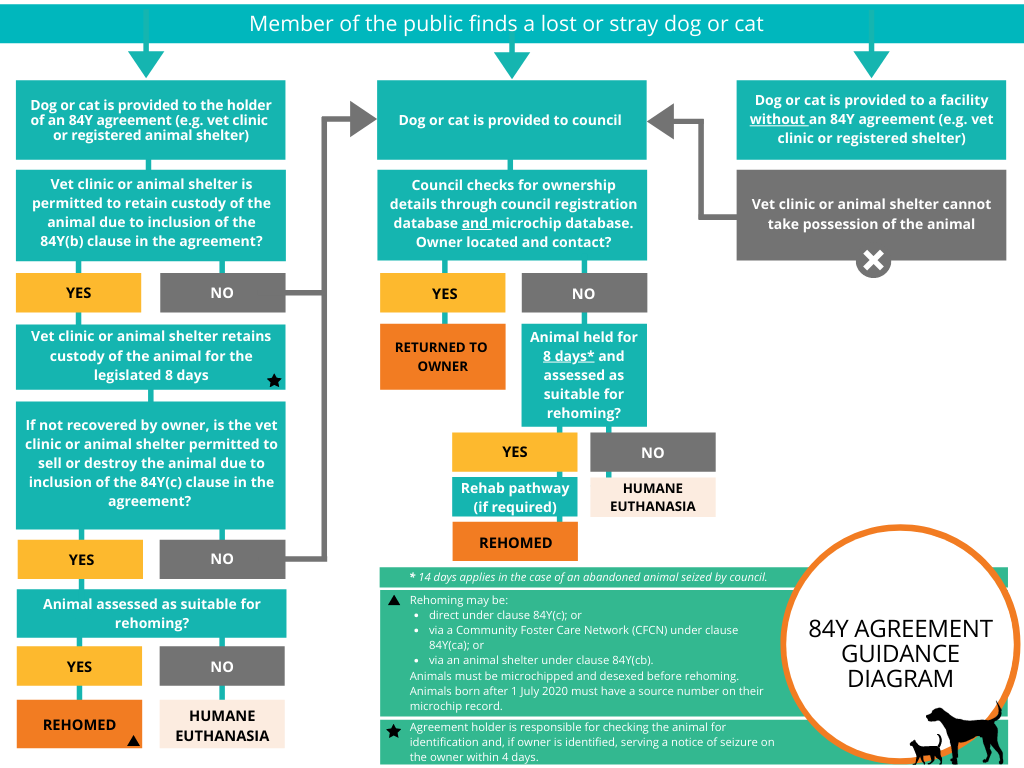 Member of the public finds a lost or stray dog or cat
Dog or cat is provided to the holder
of an 84Y agreement (e.g. vet clinic
or registered animal shelter)
Vet clinic or animal shelter is
permitted to retain custody of the
animal due to inclusion of the
84Y(b) clause in the agreement?
YES
NO
Vet clinic or animal shelter retains
custody of the animal for the
legislated 8 days
If not recovered by owner, is the vet
clinic or animal shelter permitted to
sell or destroy the animal due to
inclusion of the 84Y(c) clause in the
agreement?
YES
NO
Animal assessed as suitable for
rehoming?
YES
NO
REHOMED
HUMANE
EUTHANASIA
Dog or cat is provided to council
Council checks for ownership
details through council registration
database and microchip database.
Owner located and contact?
YES
NO
RETURNED TO
OWNER
Animal held for
8 days* and
assessed as
suitable for
rehoming?
YES
NO
Rehab pathway
(if required)
HUMANE
EUTHANASIA
REHOMED
Dog or cat is provided to a facility
without an 84Y agreement (e.g. vet
clinic or registered shelter)
Vet clinic or animal shelter cannot
take possession of the animal
* 14 days applies in the case of an abandoned animal seized by council.
Rehoming may be:
• direct under clause 84Y(c); or
• via a Community Foster Care Network (CFCN) under clause
84Y(ca); or
• via an animal shelter under clause 84Y(cb).
Animals must be microchipped and desexed before rehoming.
Animals born after 1 July 2020 must have a source number on their
microchip record.
Agreement holder is responsible for checking the animal for
identification and, if owner is identified, serving a notice of seizure on
the owner within 4 days.
84Y AGREEMENT
GUIDANCE
DIAGRAM